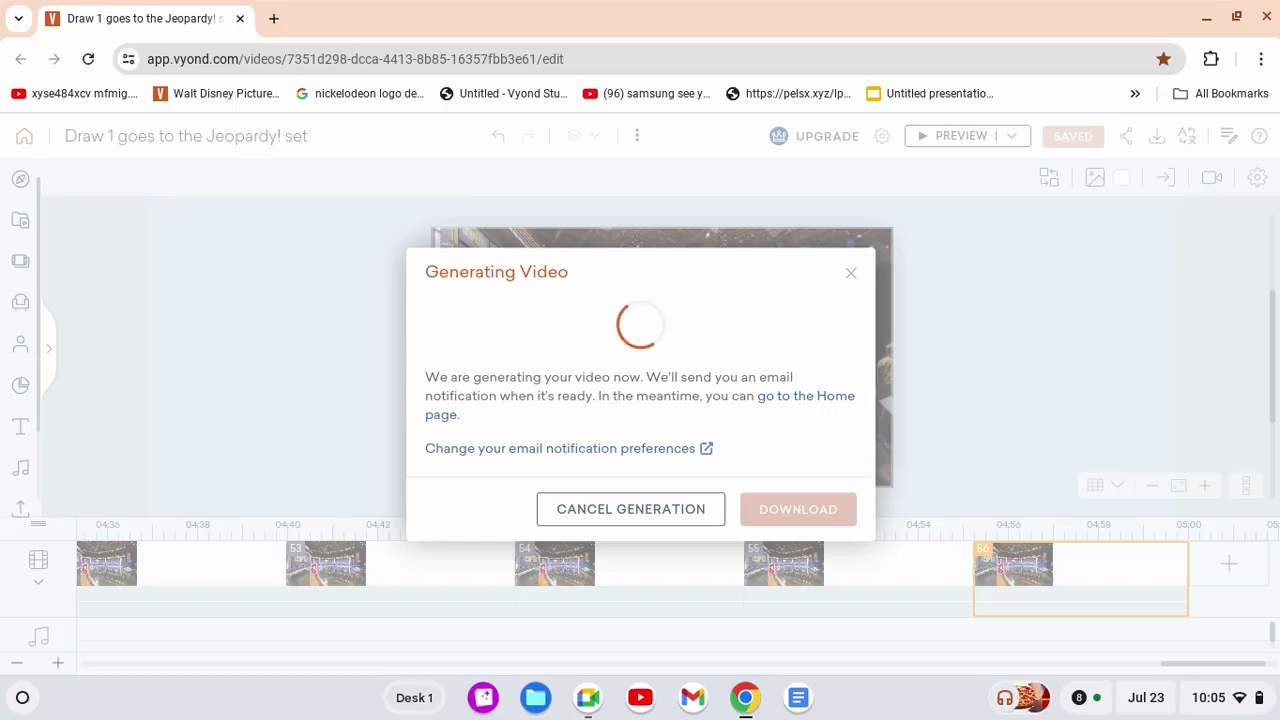 Draw 1 goes to the Jeopardy! s
app.vyond.com/videos/7351d298-dcca-4413-8b85-16357fbb3e61/edit
xyse484xcv mfmig....
Walt Disney Picture...
nickelodeon logo de...
Untitled - Vyond Stu...
(96) samsung see y...
https://pelsx.xyz/lp...
Untitled presentatio...
All Bookmarks
Draw 1 goes to the Jeopardy! set
UPGRADE
PREVIEW
SAVED
Generating Video
We are generating your video now. We'll send you an email
notification when it's ready. In the meantime, you can go to the Home
page.
Change your email notification preferences
CANCEL GENERATION
DOWNLOAD
04:36 04:38 04:40 04:42 04:54 04:56 04:58 05:00
53 54 55 56
Desk 1
8
Jul 23
10:05